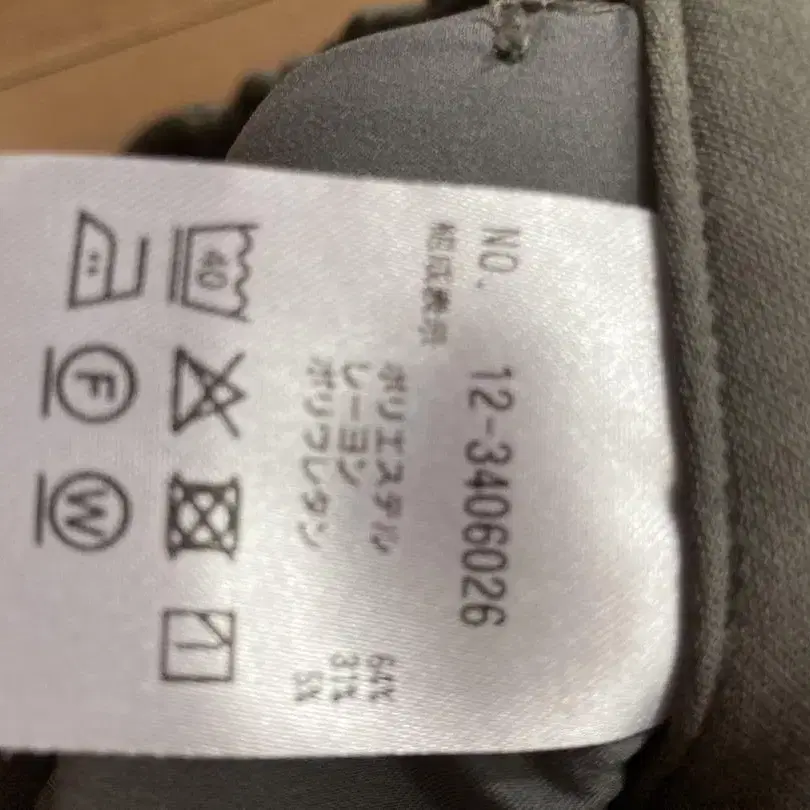 NO. 12-3406026
組成表示
ポリエステル 64%
レーヨン 31%
ポリウレタン 5%
40
F
W